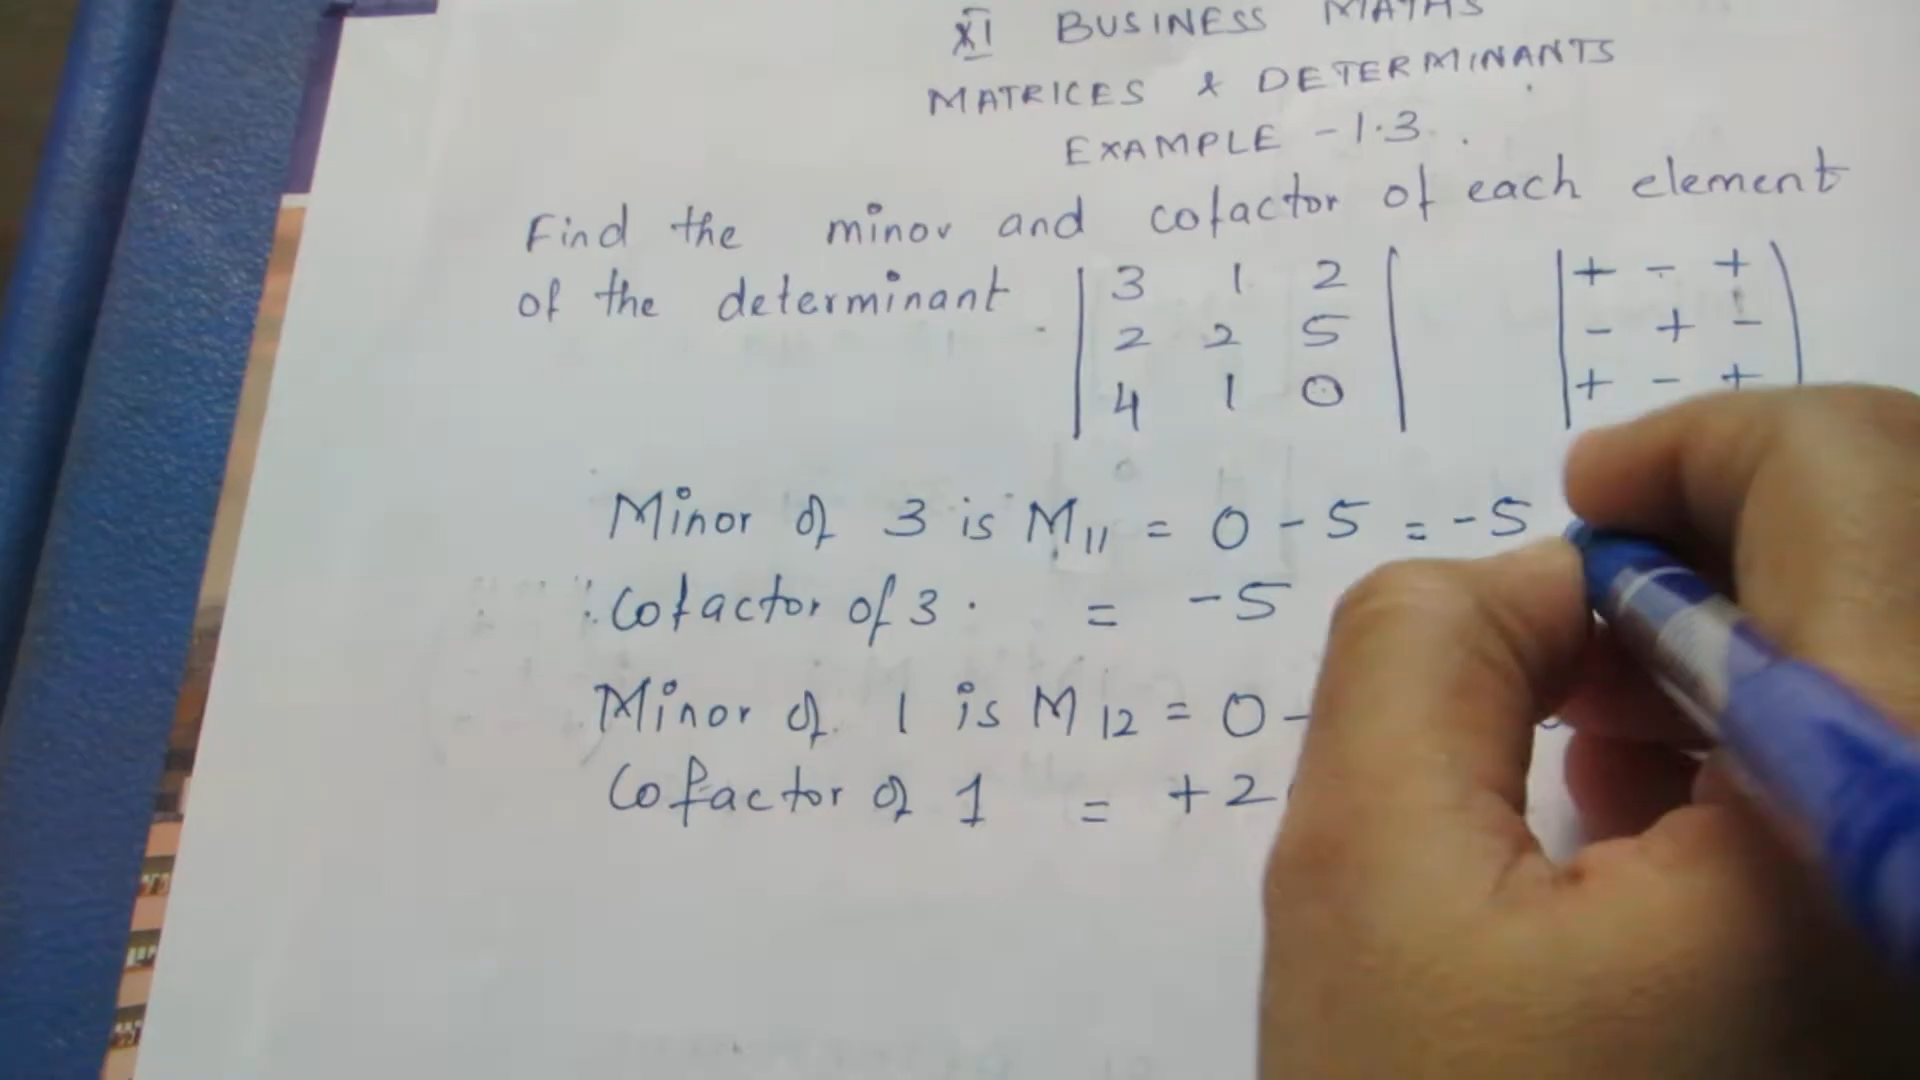 XI BUSINESS MATHS
MATRICES & DETERMINANTS
EXAMPLE - 1.3.
Find the minor and cofactor of each element
of the determinant | 3 1 2 | | + - + |
2 2 5 - + -
4 1 0 + - +
Minor of 3 is M11 = 0 - 5 = -5
Cofactor of 3 = -5
Minor of 1 is M12 = 0 -
Cofactor of 1 = +2